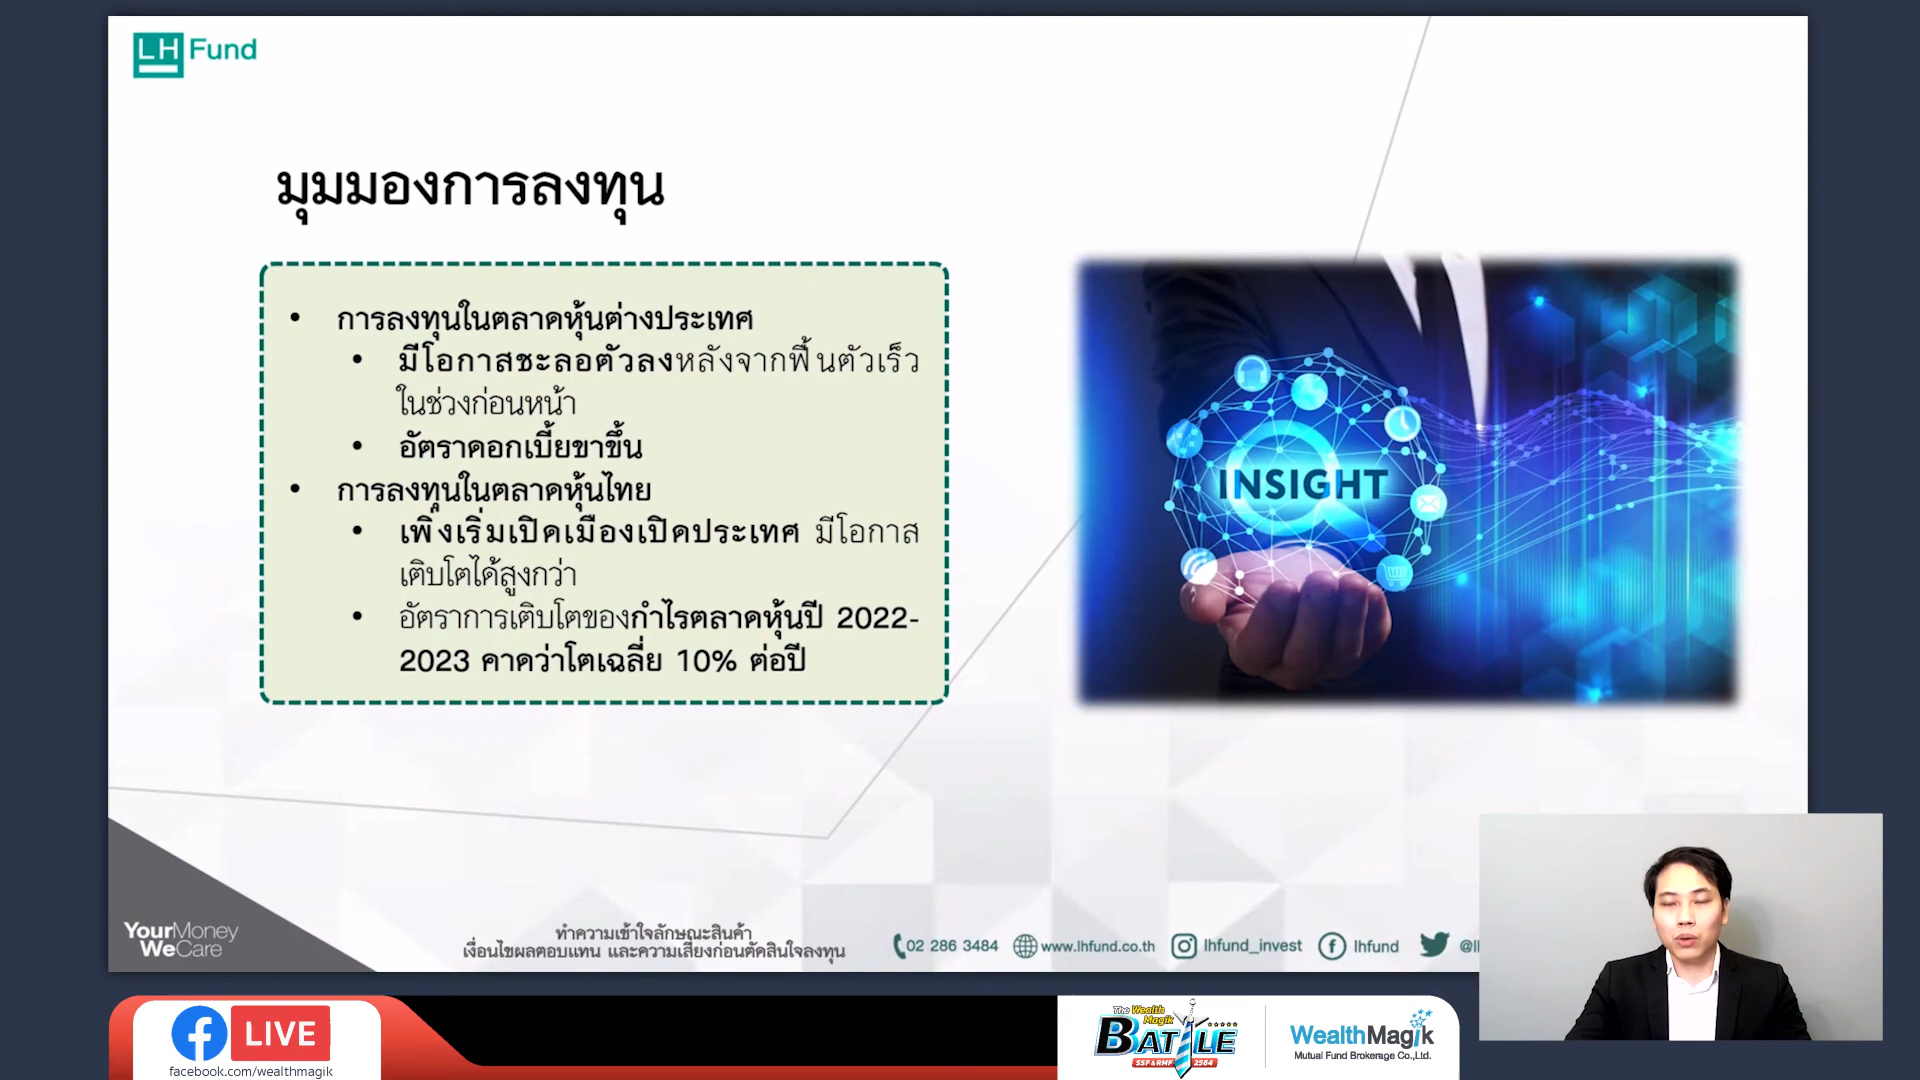 LH Fund
มุมมองการลงทุน
• การลงทุนในตลาดหุ้นต่างประเทศ
• มีโอกาสชะลอตัวลงหลังจากฟื้นตัวเร็ว
ในช่วงก่อนหน้า
• อัตราดอกเบี้ยขาขึ้น
• การลงทุนในตลาดหุ้นไทย
• เพิ่งเริ่มเปิดเมืองเปิดประเทศ มีโอกาส
เติบโตได้สูงกว่า
• อัตราการเติบโตของกำไรตลาดหุ้นปี 2022-
2023 คาดว่าโตเฉลี่ย 10% ต่อปี
INSIGHT
YourMoney
WeCare
ทำความเข้าใจลักษณะสินค้า
เงื่อนไขผลตอบแทน และความเสี่ยงก่อนตัดสินใจลงทุน
02 286 3484 www.lhfund.co.th lhfund_invest lhfund
LIVE
facebook.com/wealthmagik
The Wealth
Magik
BATTLE
SSF & RMF 2564
WealthMagik
Mutual Fund Brokerage Co.,Ltd.